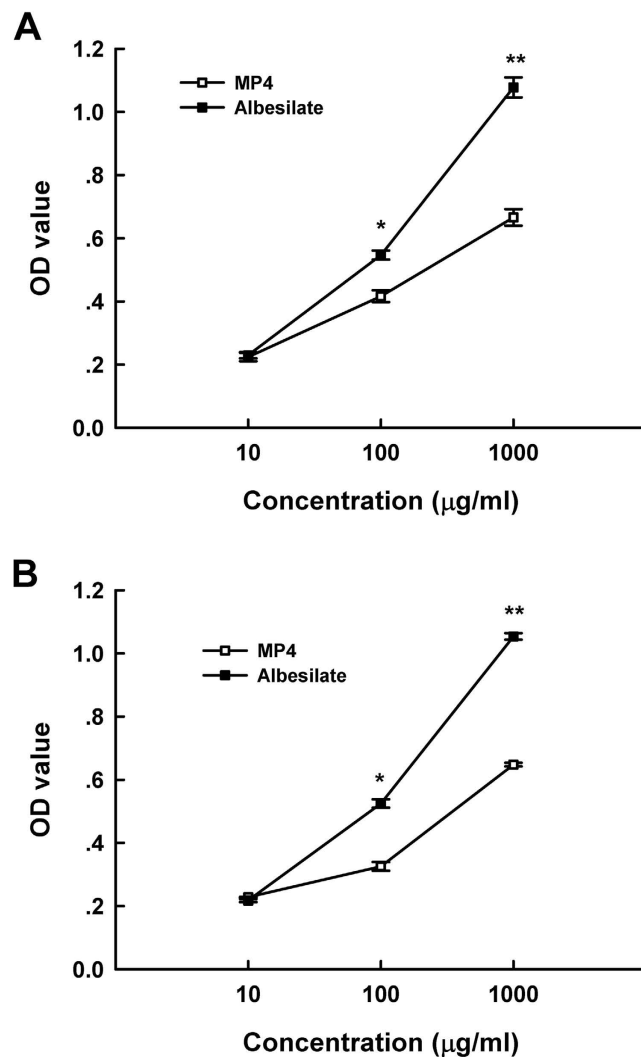 A
1.2
MP4
Albesilate
**
1.0
.8
*
.6
.4
.2
0.0
OD value
10 100 1000
Concentration (μg/ml)
B
1.2
**
MP4
Albesilate
1.0
.8
*
.6
.4
.2
0.0
OD value
10 100 1000
Concentration (μg/ml)